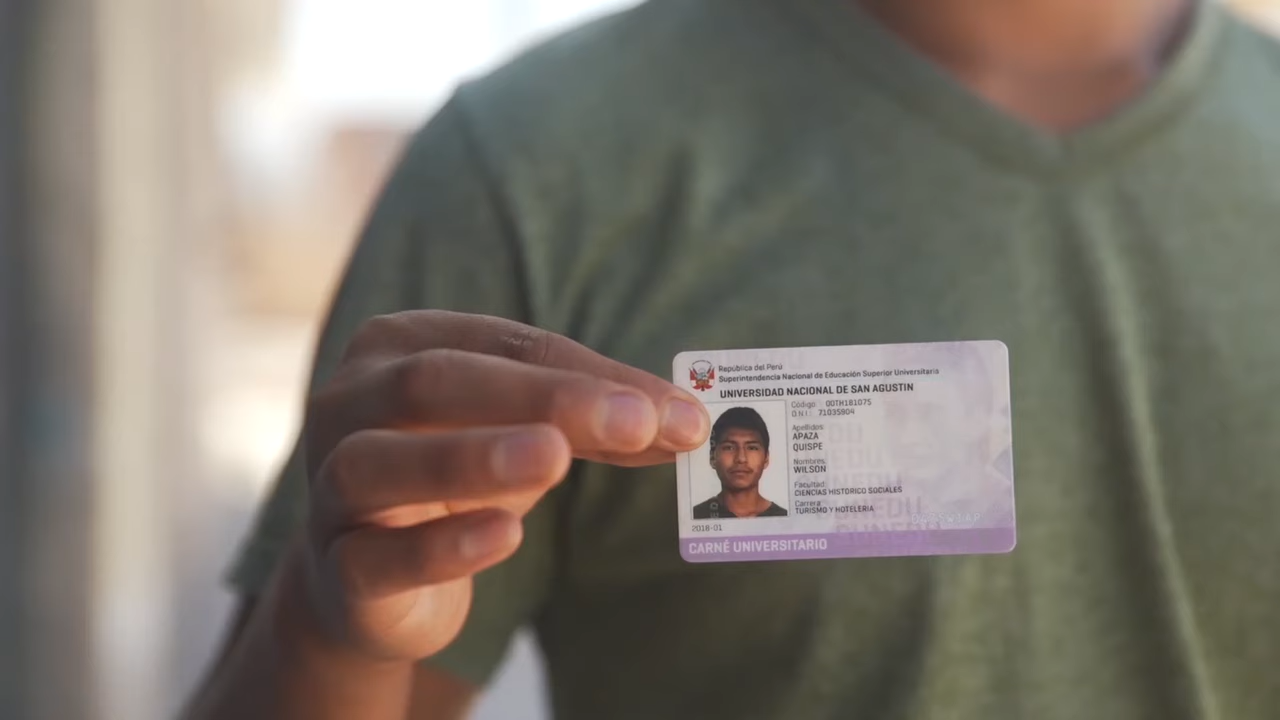 República del Perú
Superintendencia Nacional de Educación Superior Universitaria
UNIVERSIDAD NACIONAL DE SAN AGUSTIN
Código: 00TH181075
D N I : 71035804
Apellidos:
APAZA
QUISPE
Nombres:
WILSON
Facultad:
CIENCIAS HISTORICO SOCIALES
Carrera:
TURISMO Y HOTELERIA
2018-01
SUNEDU
CARNÉ UNIVERSITARIO